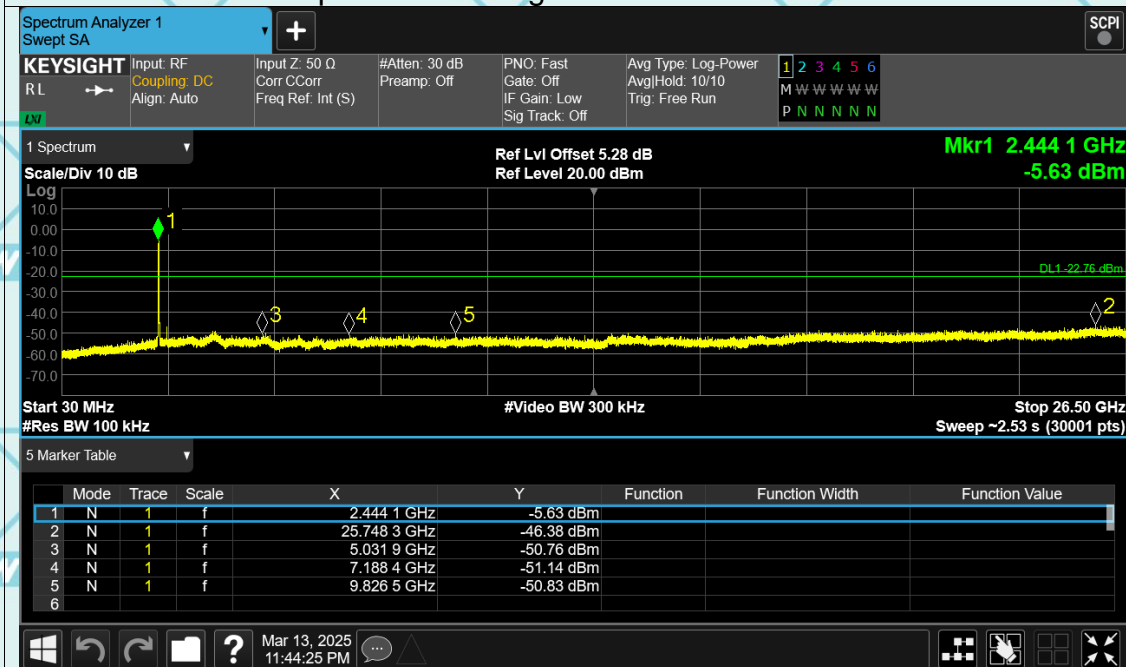 Spectrum Analyzer 1
Swept SA
+
SCPI
KEYSIGHT
RL
LXI
Input: RF
Coupling: DC
Align: Auto
Input Z: 50 Ω
Corr CCorr
Freq Ref: Int (S)
#Atten: 30 dB
Preamp: Off
PNO: Fast
Gate: Off
IF Gain: Low
Sig Track: Off
Avg Type: Log-Power
Avg|Hold: 10/10
Trig: Free Run
1 2 3 4 5 6
M W W W W W
P N N N N N
1 Spectrum
Scale/Div 10 dB
Ref Lvl Offset 5.28 dB
Ref Level 20.00 dBm
Mkr1 2.444 1 GHz
-5.63 dBm
Log
10.0
0.00
-10.0
-20.0
-30.0
-40.0
-50.0
-60.0
-70.0
1
DL1 -22.76 dBm
3
4
5
2
Start 30 MHz
#Video BW 300 kHz
Stop 26.50 GHz
#Res BW 100 kHz
Sweep ~2.53 s (30001 pts)
5 Marker Table
Mode Trace Scale X Y Function Function Width Function Value
1 N 1 f 2.444 1 GHz -5.63 dBm
2 N 1 f 25.748 3 GHz -46.38 dBm
3 N 1 f 5.031 9 GHz -50.76 dBm
4 N 1 f 7.188 4 GHz -51.14 dBm
5 N 1 f 9.826 5 GHz -50.83 dBm
6
?
Mar 13, 2025
11:44:25 PM